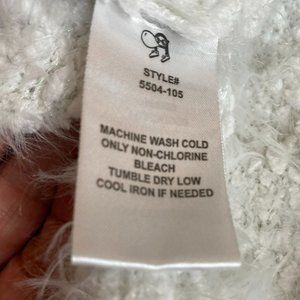 STYLE#
5504-105
MACHINE WASH COLD
ONLY NON-CHLORINE
BLEACH
TUMBLE DRY LOW
COOL IRON IF NEEDED